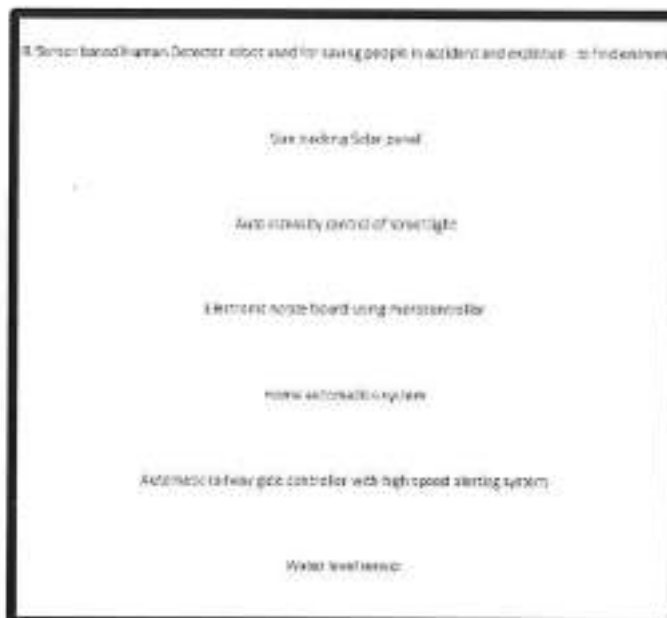 Sensor based Human Detector robot used for saving people in accident and to find
Sun tracking Solar panel
Auto intensity control of street light
Electronic notice board using microcontroller
Home automation system
Automatic railway gate controller with high speed alerting system
Water level sensor